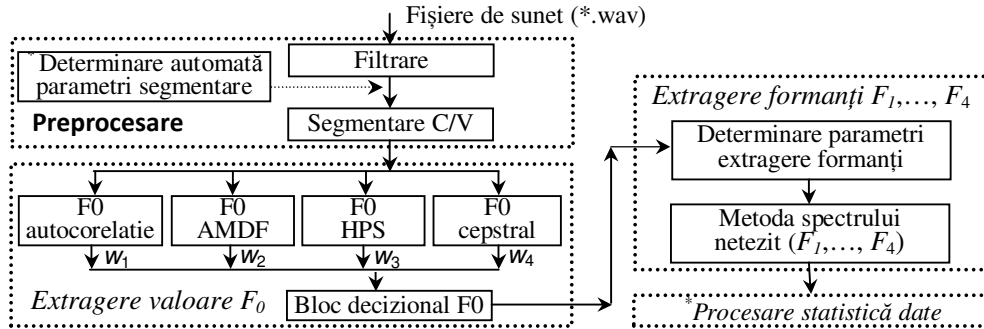 Fișiere de sunet (*.wav)
* Determinare automată
parametri segmentare
Filtrare
Preprocesare
Segmentare C/V
F0
autocorelatie
F0
AMDF
F0
HPS
F0
cepstral
w1
w2
w3
w4
Extragere valoare F0
Bloc decizional F0
Extragere formanți F1,…, F4
Determinare parametri
extragere formanți
Metoda spectrului
netezit (F1,…, F4)
*Procesare statistică date